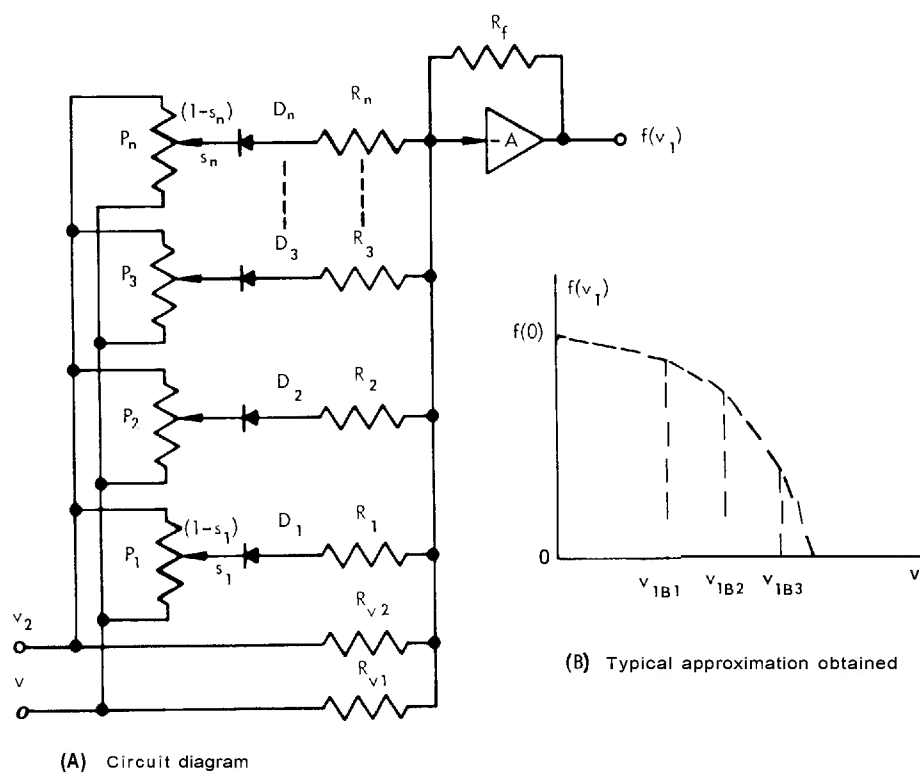 R_f
(1-s_n) D_n R_n
P_n
s_n
-A
f(v_1)
D_3 R_3
P_3
f(v_1)
f(0)
D_2 R_2
P_2
(1-s_1) D_1 R_1
P_1
s_1
0
v_1B1 v_1B2 v_1B3
v
v_2
R_v2
v
R_v1
(B) Typical approximation obtained
(A) Circuit diagram